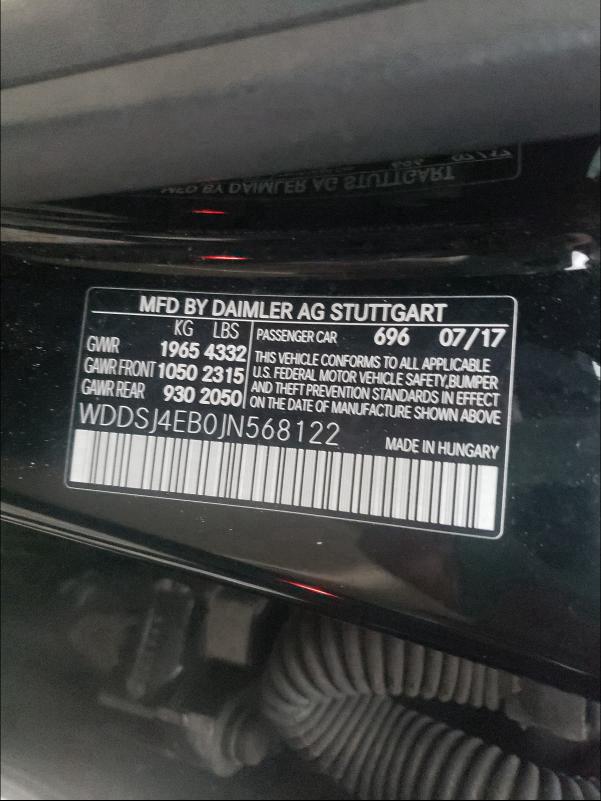 MFD BY DAIMLER AG STUTTGART
KG LBS
GVWR 1965 4332
GAWR FRONT 1050 2315
GAWR REAR 930 2050
PASSENGER CAR 696 07/17
THIS VEHICLE CONFORMS TO ALL APPLICABLE
U.S. FEDERAL MOTOR VEHICLE SAFETY, BUMPER
AND THEFT PREVENTION STANDARDS IN EFFECT
ON THE DATE OF MANUFACTURE SHOWN ABOVE
WDDSJ4EB0JN568122
MADE IN HUNGARY